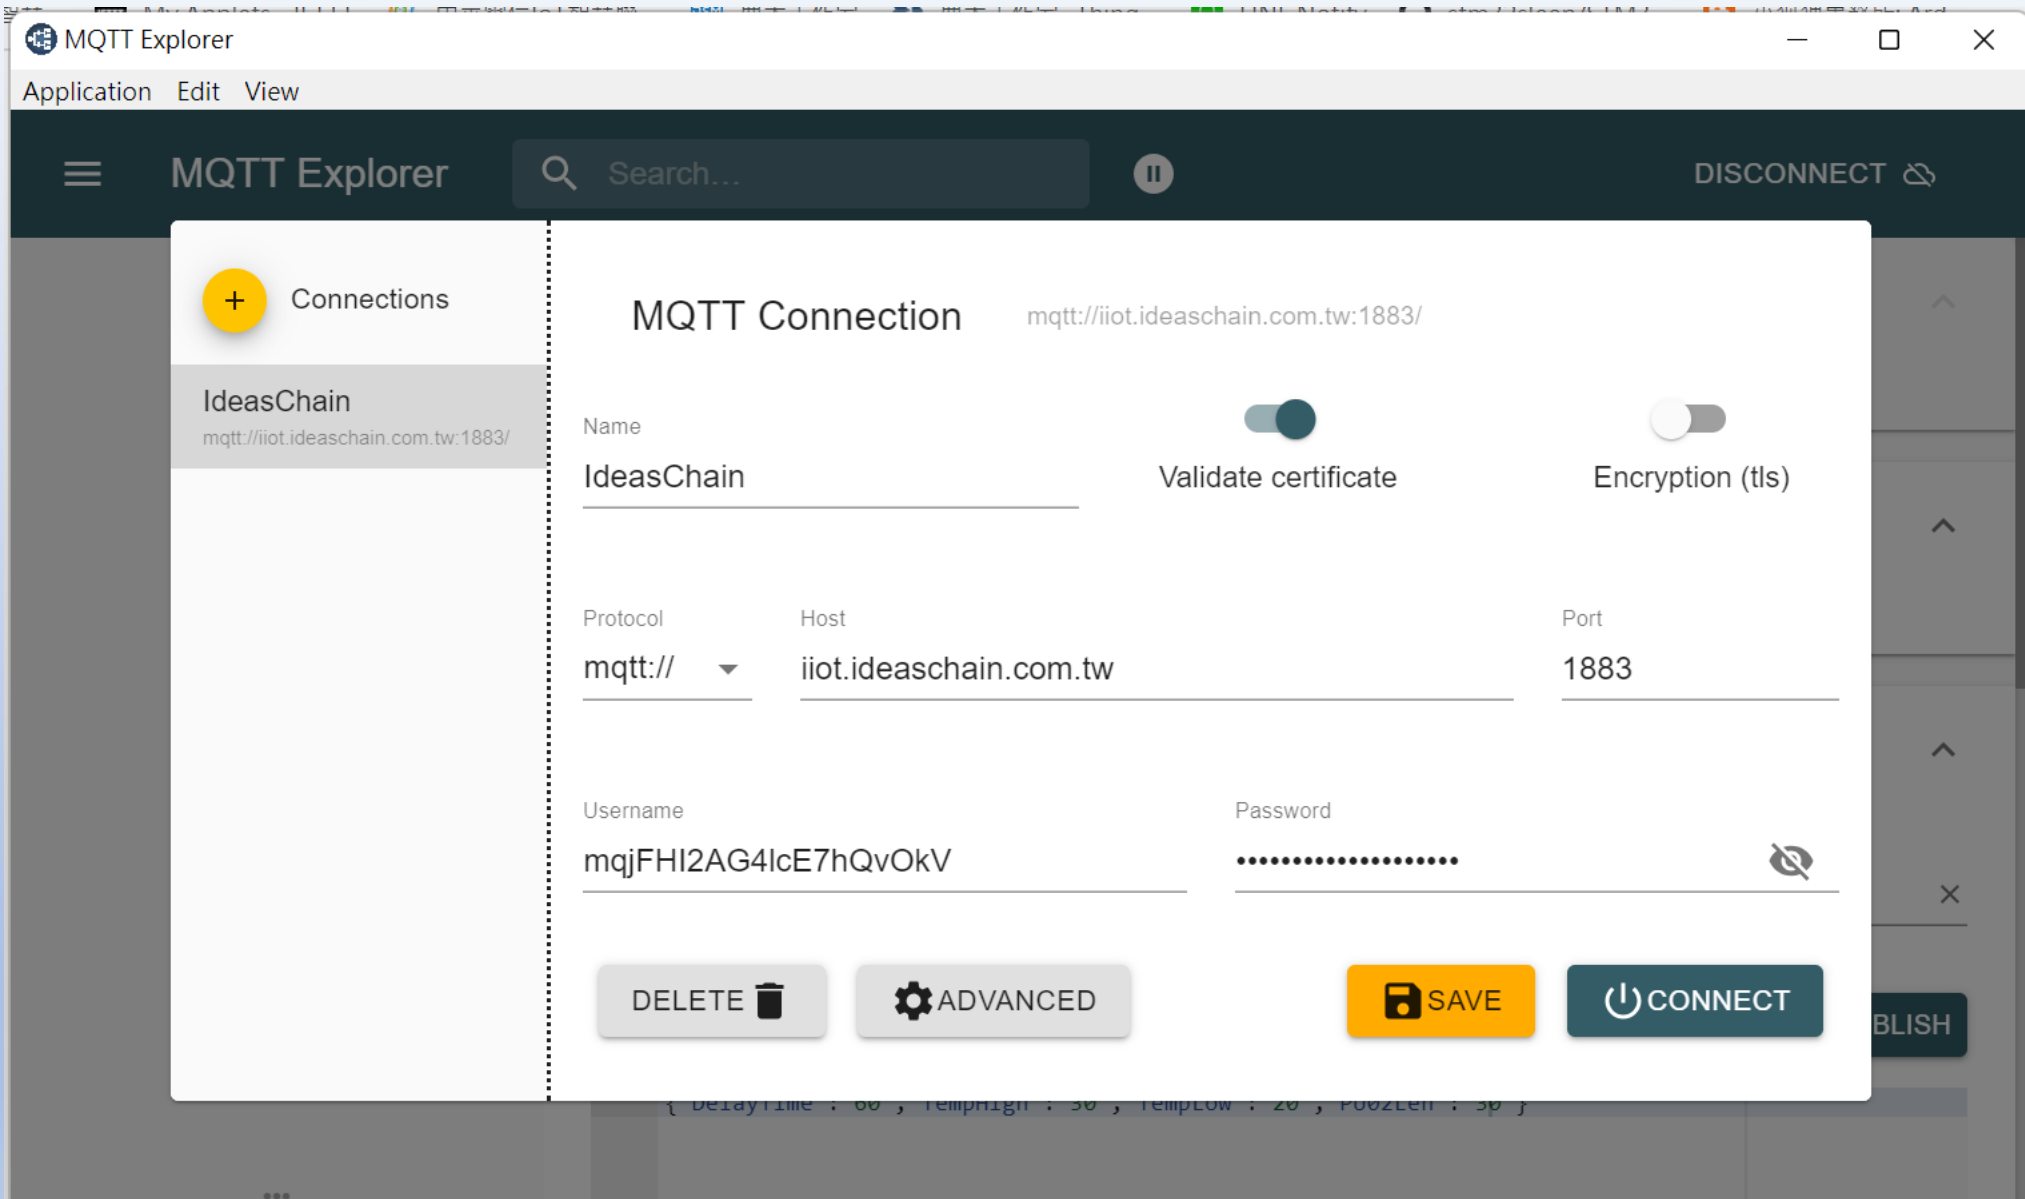 MQTT Explorer
Application Edit View
MQTT Explorer Search... DISCONNECT
Connections
IdeasChain
mqtt://iiot.ideaschain.com.tw:1883/
MQTT Connection mqtt://iiot.ideaschain.com.tw:1883/
Name
IdeasChain
Validate certificate
Encryption (tls)
Protocol
mqtt://
Host
iiot.ideaschain.com.tw
Port
1883
Username
mqjFHI2AG4lcE7hQvOkV
Password
•••••••••••••••••••
DELETE ADVANCED SAVE CONNECT
BLISH